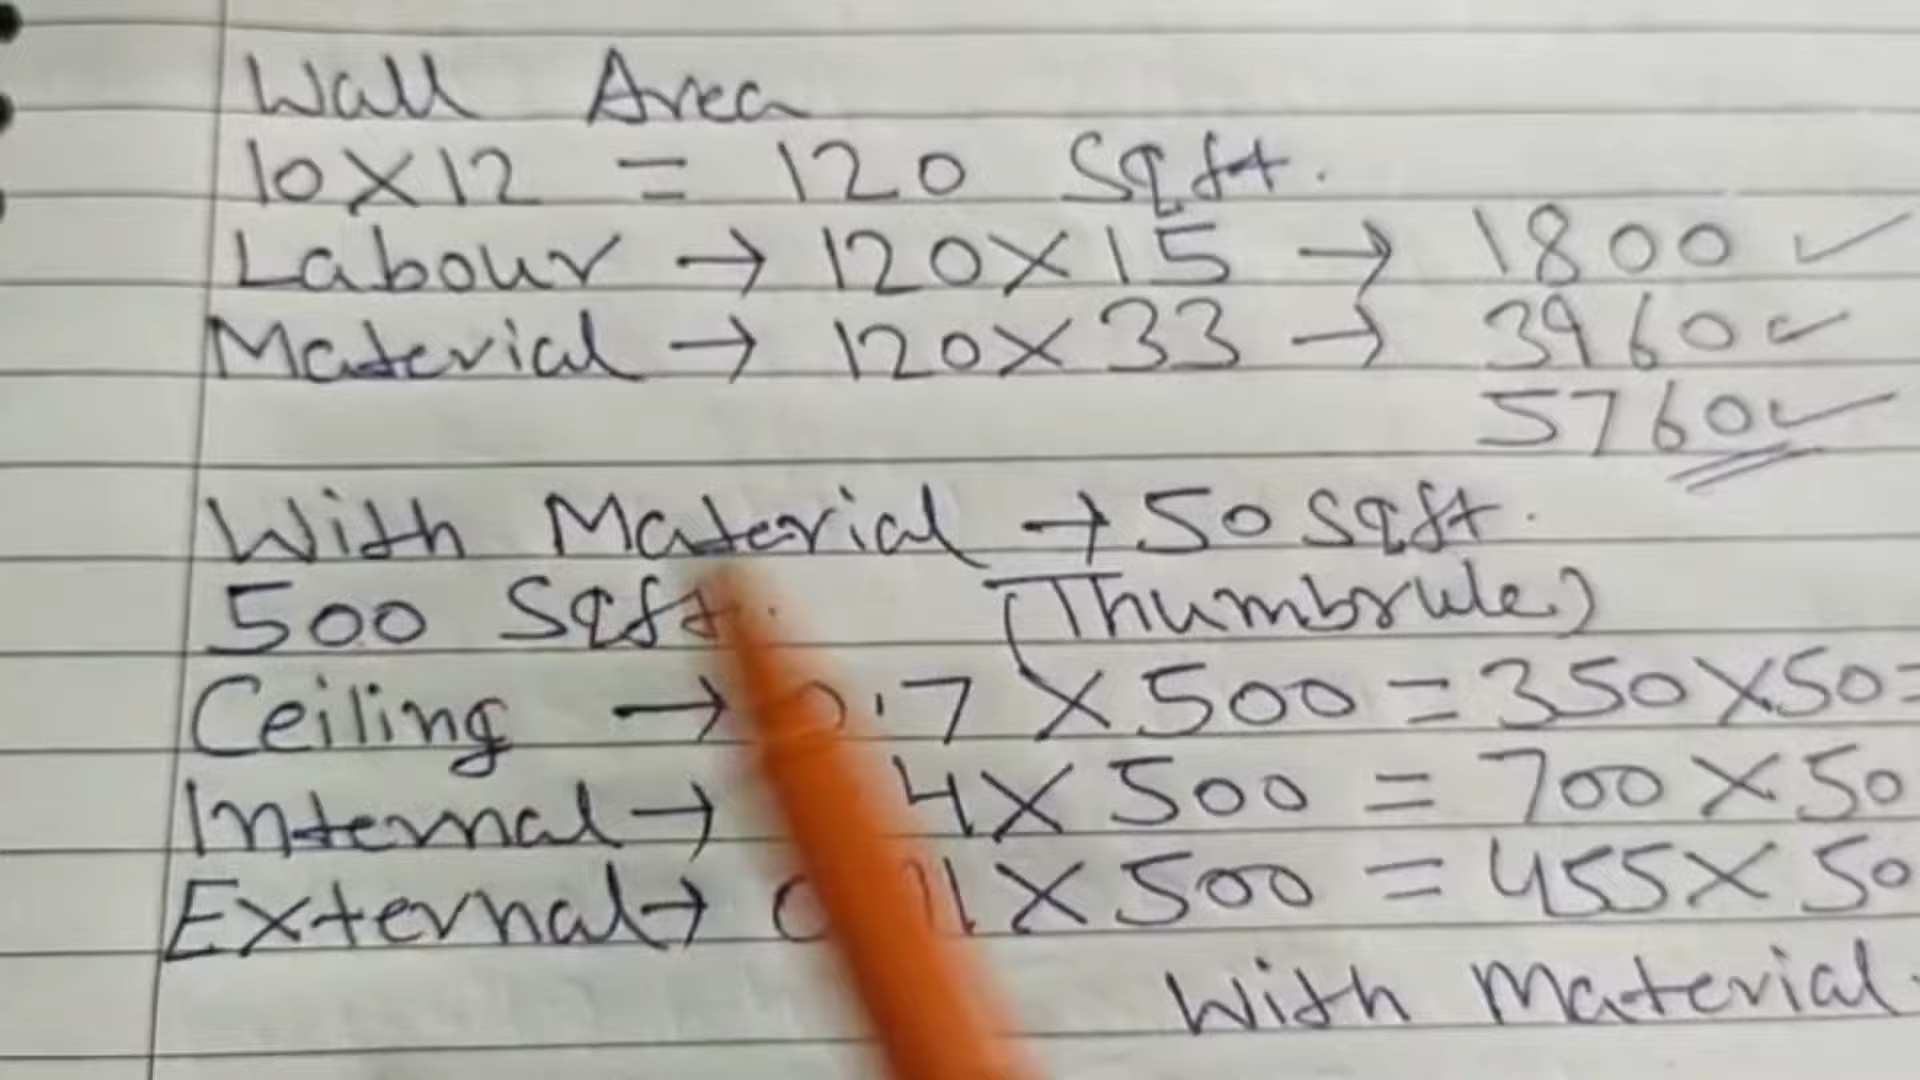 Wall Area
10X12 = 120 Sqft.
Labour → 120X15 → 1800 ✓
Material → 120X33 → 3960 ✓
5760 ✓
With Material → 50 Sqft.
500 Sqft. (Thumbrule)
Ceiling → 0.7 X 500 = 350X50=
Internal → 4X500 = 700X50
External → X500 = 455X50
With Material